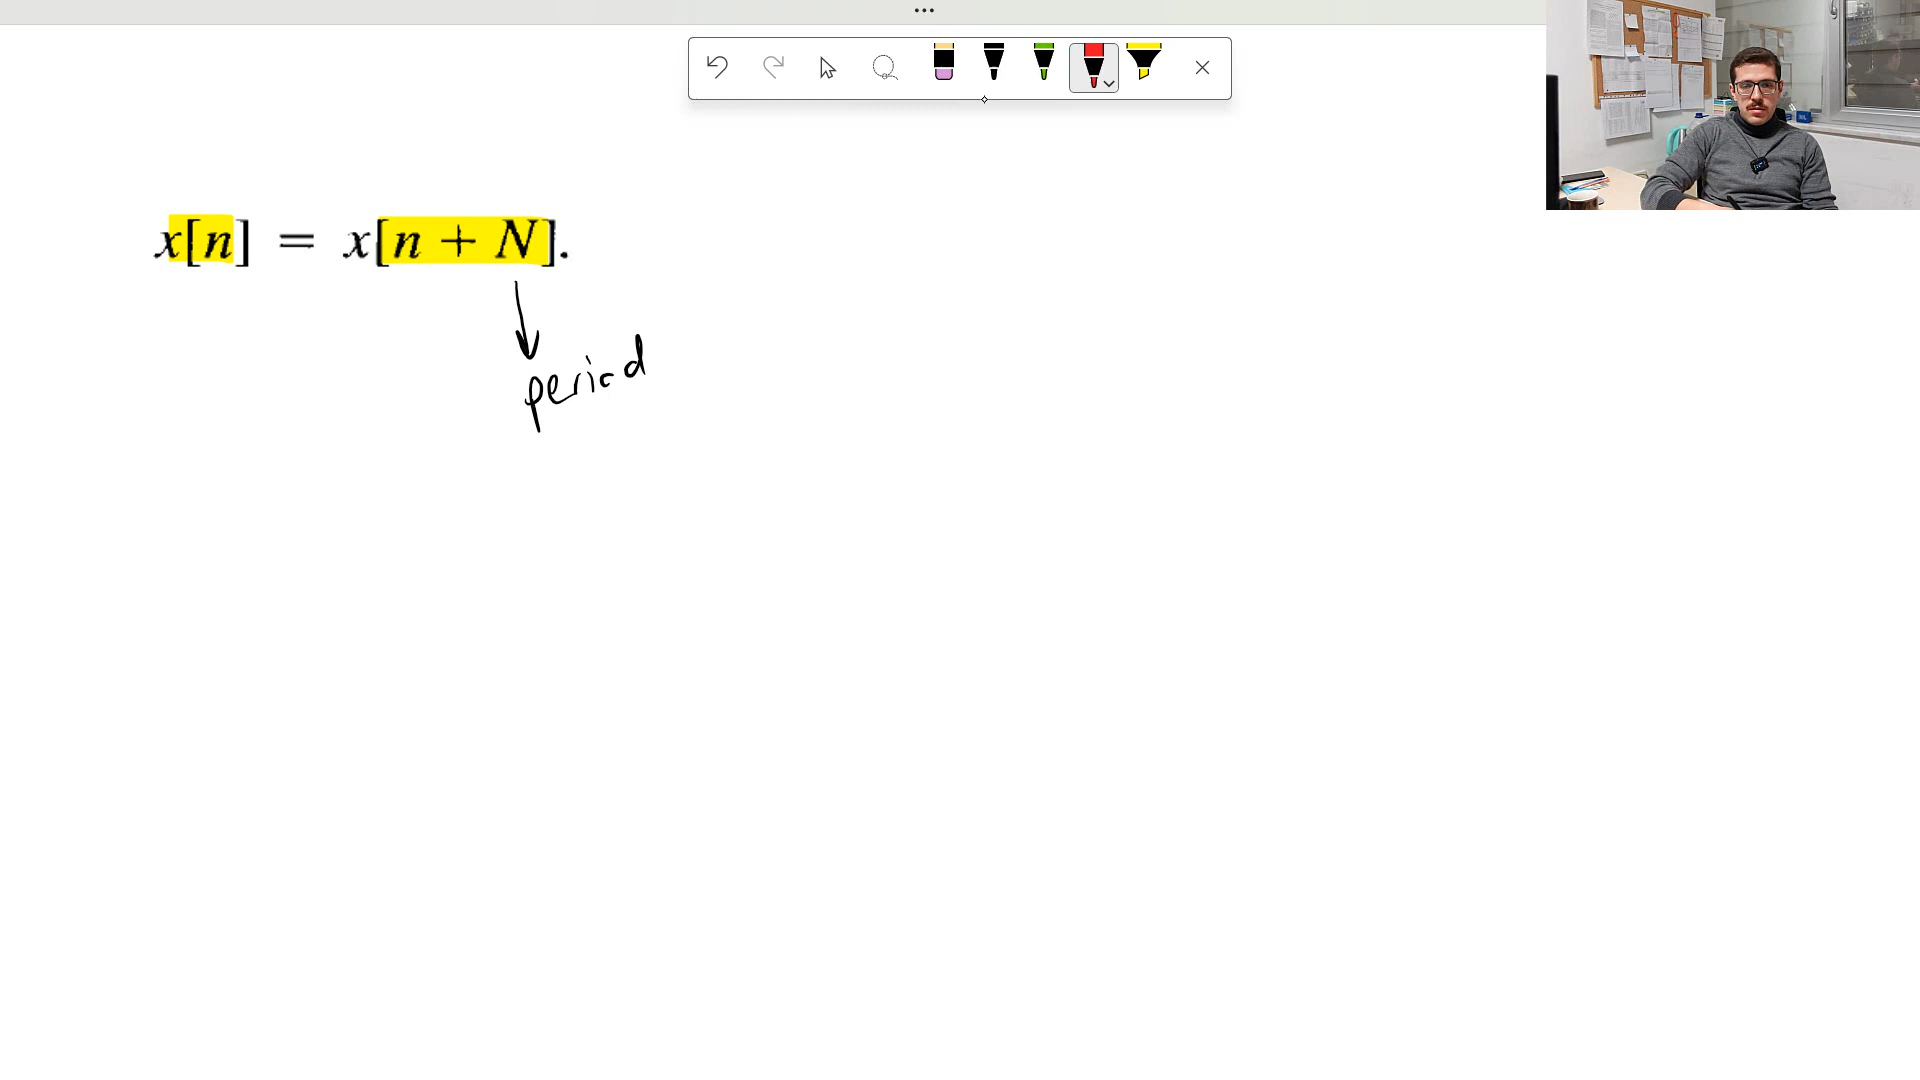 x[n] = x[n + N].
period